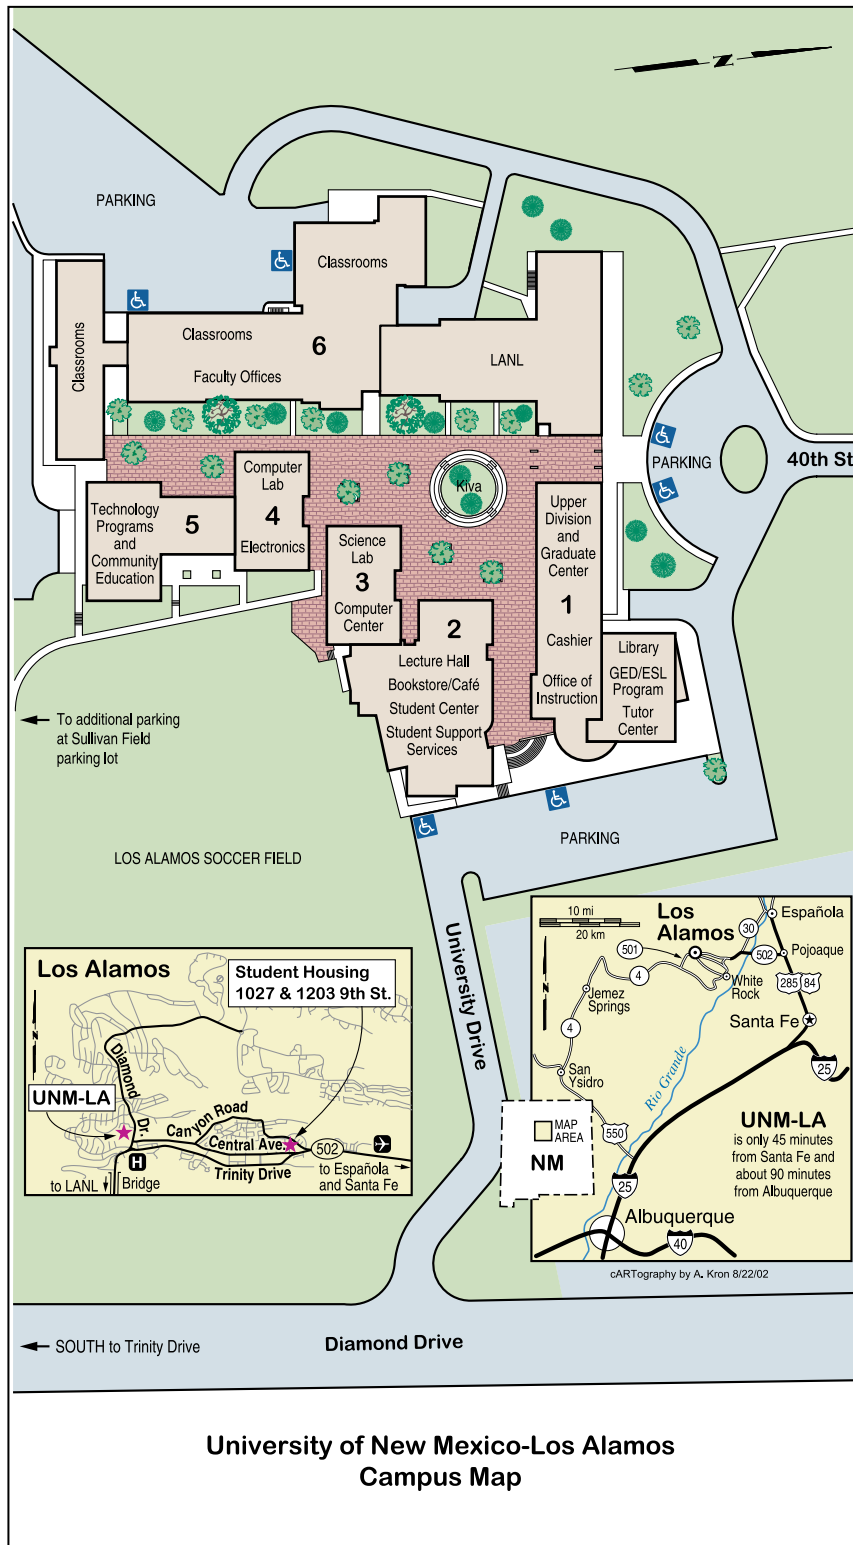 N
PARKING
Classrooms
Classrooms
Classrooms
6
Faculty Offices
LANL
PARKING
40th St
Computer
Lab
4
Electronics
Kiva
Technology
Programs
and
Community
Education
5
Science
Lab
3
Computer
Center
Upper
Division
and
Graduate
Center
1
Cashier
Office of
Instruction
2
Lecture Hall
Bookstore/Café
Student Center
Student Support
Services
Library
GED/ESL
Program
Tutor
Center
To additional parking
at Sullivan Field
parking lot
PARKING
LOS ALAMOS SOCCER FIELD
University Drive
Los Alamos
Student Housing
1027 & 1203 9th St.
N
Diamond
Dr.
UNM-LA
Canyon Road
Central Ave.
502
H
Trinity Drive
to LANL
Bridge
to Española
and Santa Fe
10 mi
20 km
Los
Alamos
30
Española
501
502
Pojoaque
N
4
White
Rock
285
84
Jemez
Springs
Santa Fe
4
25
San
Ysidro
Rio Grande
550
MAP
AREA
NM
UNM-LA
is only 45 minutes
from Santa Fe and
about 90 minutes
from Albuquerque
25
Albuquerque
40
cARTography by A. Kron 8/22/02
SOUTH to Trinity Drive
Diamond Drive
University of New Mexico-Los Alamos
Campus Map